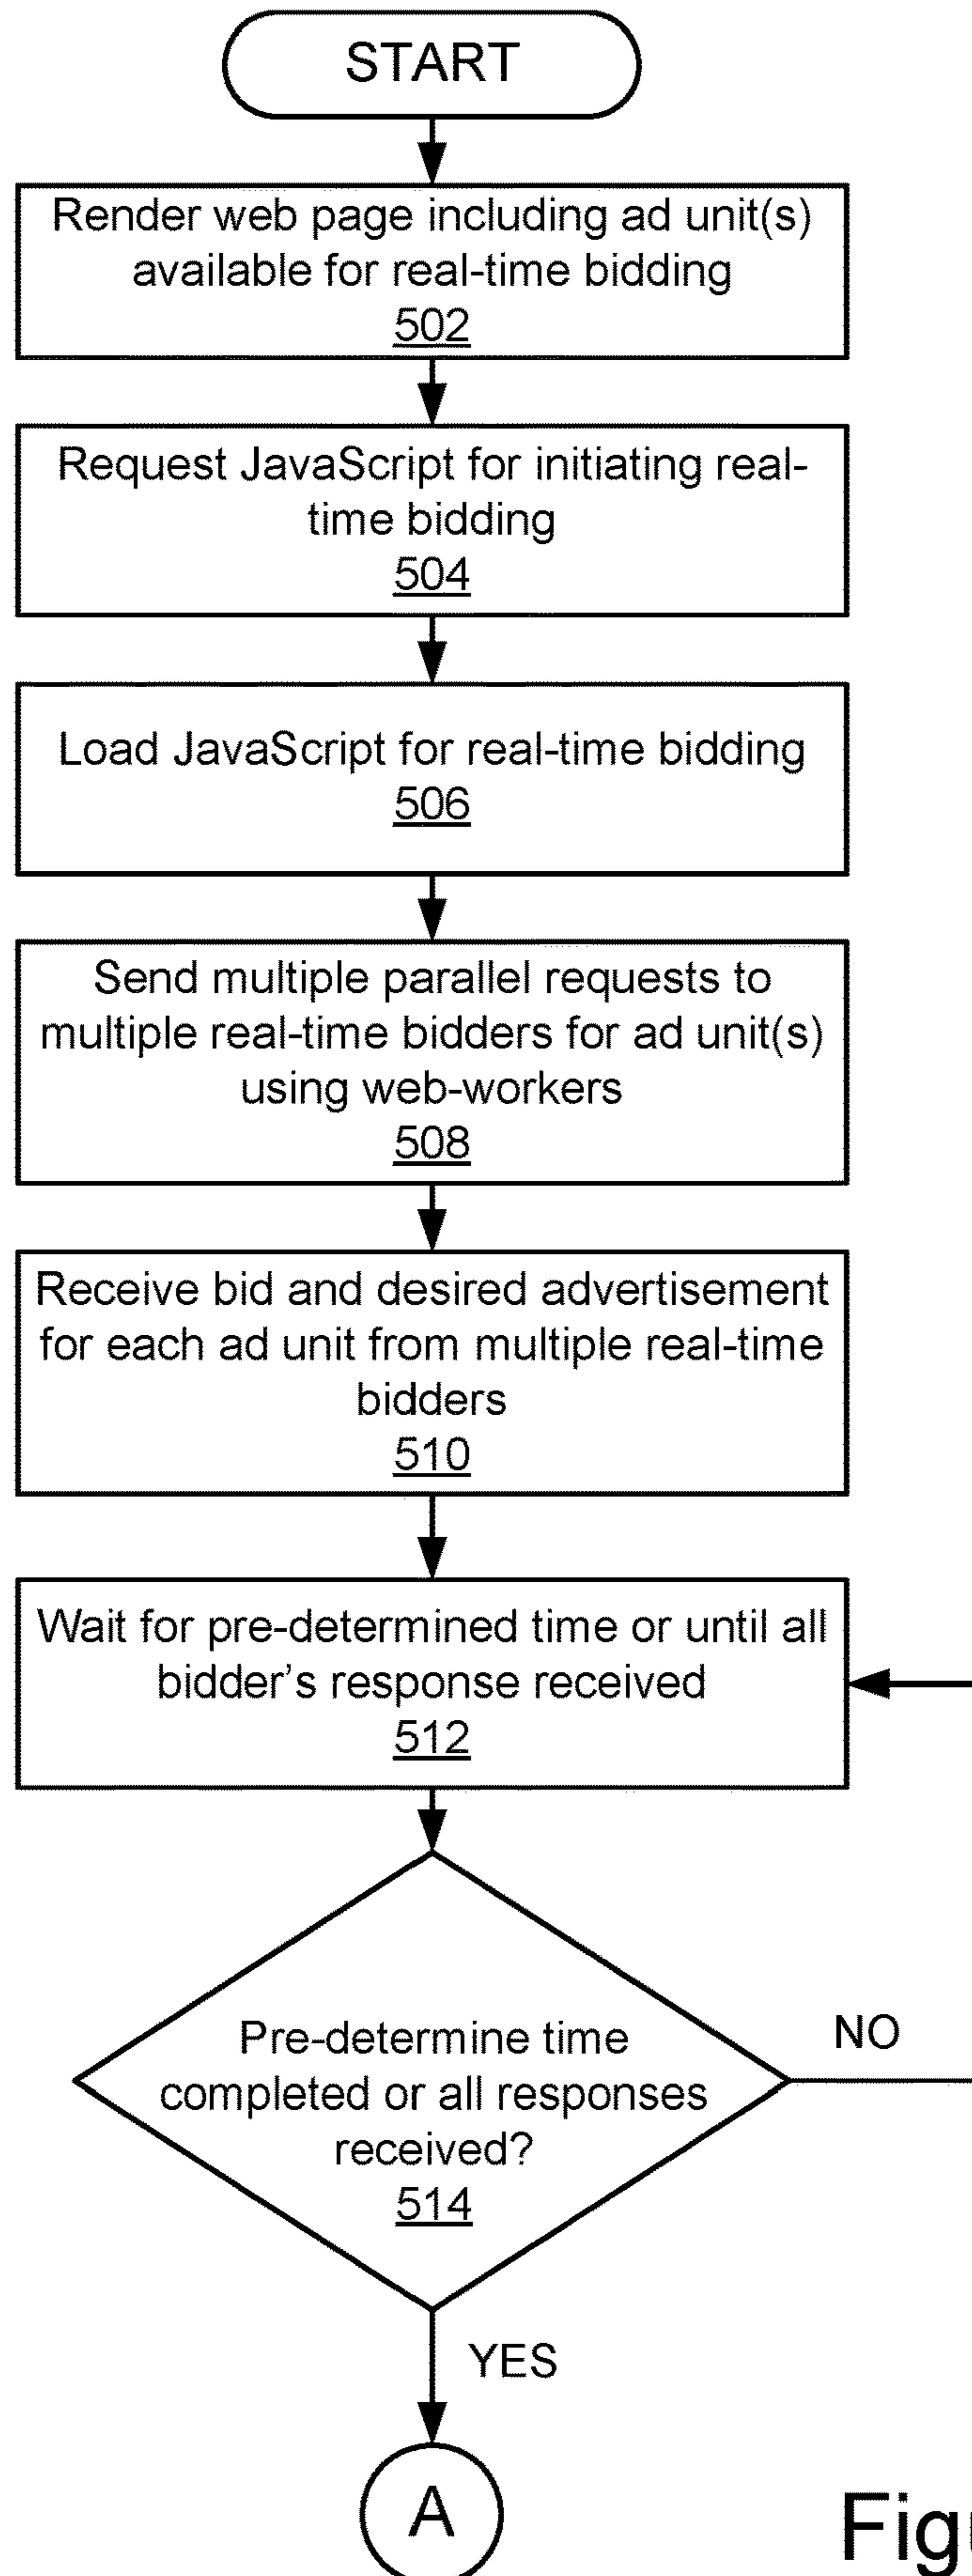 START
Render web page including ad unit(s)
available for real-time bidding
502
Request JavaScript for initiating real-
time bidding
504
Load JavaScript for real-time bidding
506
Send multiple parallel requests to
multiple real-time bidders for ad unit(s)
using web-workers
508
Receive bid and desired advertisement
for each ad unit from multiple real-time
bidders
510
Wait for pre-determined time or until all
bidder's response received
512
Pre-determine time
completed or all responses
received?
514
NO
YES
A